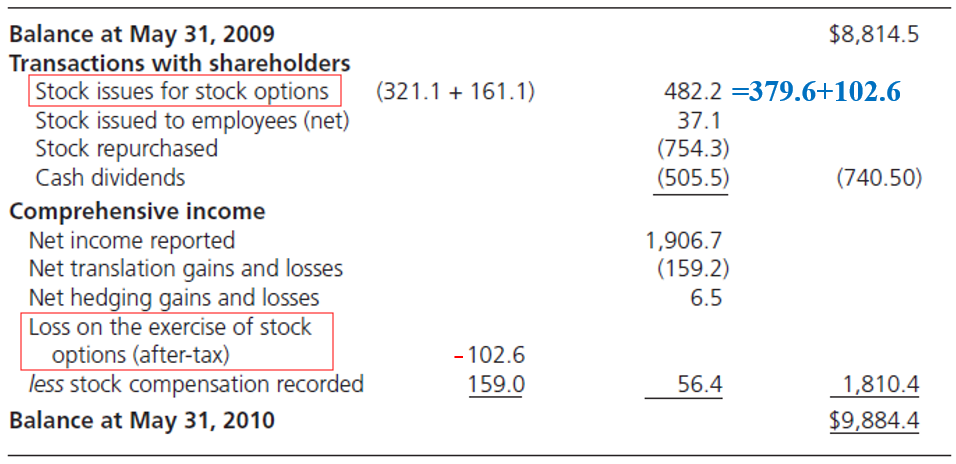 Balance at May 31, 2009 $8,814.5
Transactions with shareholders
Stock issues for stock options (321.1 + 161.1) 482.2 =379.6+102.6
Stock issued to employees (net) 37.1
Stock repurchased (754.3)
Cash dividends (505.5) (740.50)
Comprehensive income
Net income reported 1,906.7
Net translation gains and losses (159.2)
Net hedging gains and losses 6.5
Loss on the exercise of stock
options (after-tax) -102.6
less stock compensation recorded 159.0 56.4 1,810.4
Balance at May 31, 2010 $9,884.4